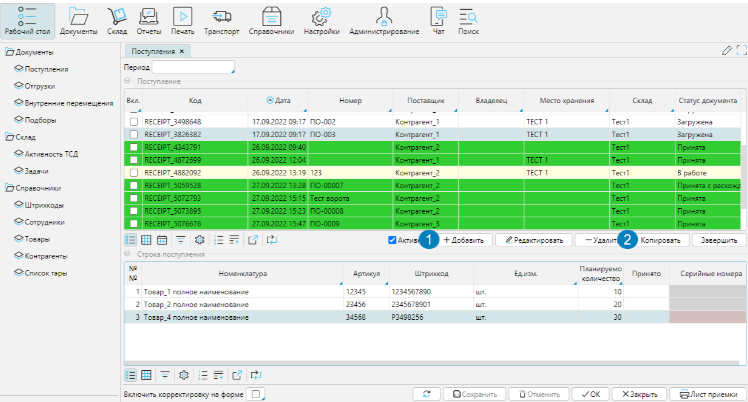 Рабочий стол Документы Склад Отчеты Печать Транспорт Справочники Настройки Администрирование Чат Поиск
Документы
Поступления
Отгрузки
Внутренние перемещения
Подборы
Склад
Активность ТСД
Задачи
Справочники
Штрихкоды
Сотрудники
Товары
Контрагенты
Список тары
Поступления ×
Период
Поступление
Вкл. Код Дата Номер Поставщик Владелец Место хранения Склад Статус документа
RECEIPT_3498648 17.09.2022 09:17 ПО-002 Контрагент_1 ТЕСТ 1 Тест1 Загружена
RECEIPT_3826382 17.09.2022 09:17 ПО-003 Контрагент_1 ТЕСТ 1 Тест1 Загружена
RECEIPT_4343791 26.09.2022 09:40 Контрагент_2 Тест1 Принята
RECEIPT_4872699 26.09.2022 12:04 Контрагент_1 ТЕСТ 1 Тест1 Принята
RECEIPT_4882092 26.09.2022 13:19 123 Контрагент_2 ТЕСТ 1 Тест1 В работе
RECEIPT_5059528 27.09.2022 13:28 ПО-00007 Контрагент_2 Тест1 Принята с расхожд
RECEIPT_5072793 27.09.2022 15:15 Тест ворота Контрагент_2 Тест1 Принята
RECEIPT_5073895 27.09.2022 15:23 ПО-00008 Контрагент_2 Тест1 Принята
RECEIPT_5076676 27.09.2022 15:47 ПО-0009 Контрагент_3 Тест1 Принята
Актив 1 Добавить Редактировать Удалит 2 Копировать Завершить
Строка поступления
№ № Номенклатура Артикул Штрихкод Ед.изм. Планируемо количество Принято Серийные номера
1 Товар_1 полное наименование 12345 1234567890 шт. 10
2 Товар_2 полное наименование 23456 2345678901 шт. 20
3 Товар_4 полное наименование 34568 P3498256 шт. 30
Включить корректировку на форме Сохранить Отменить OK Закрыть Лист приемки